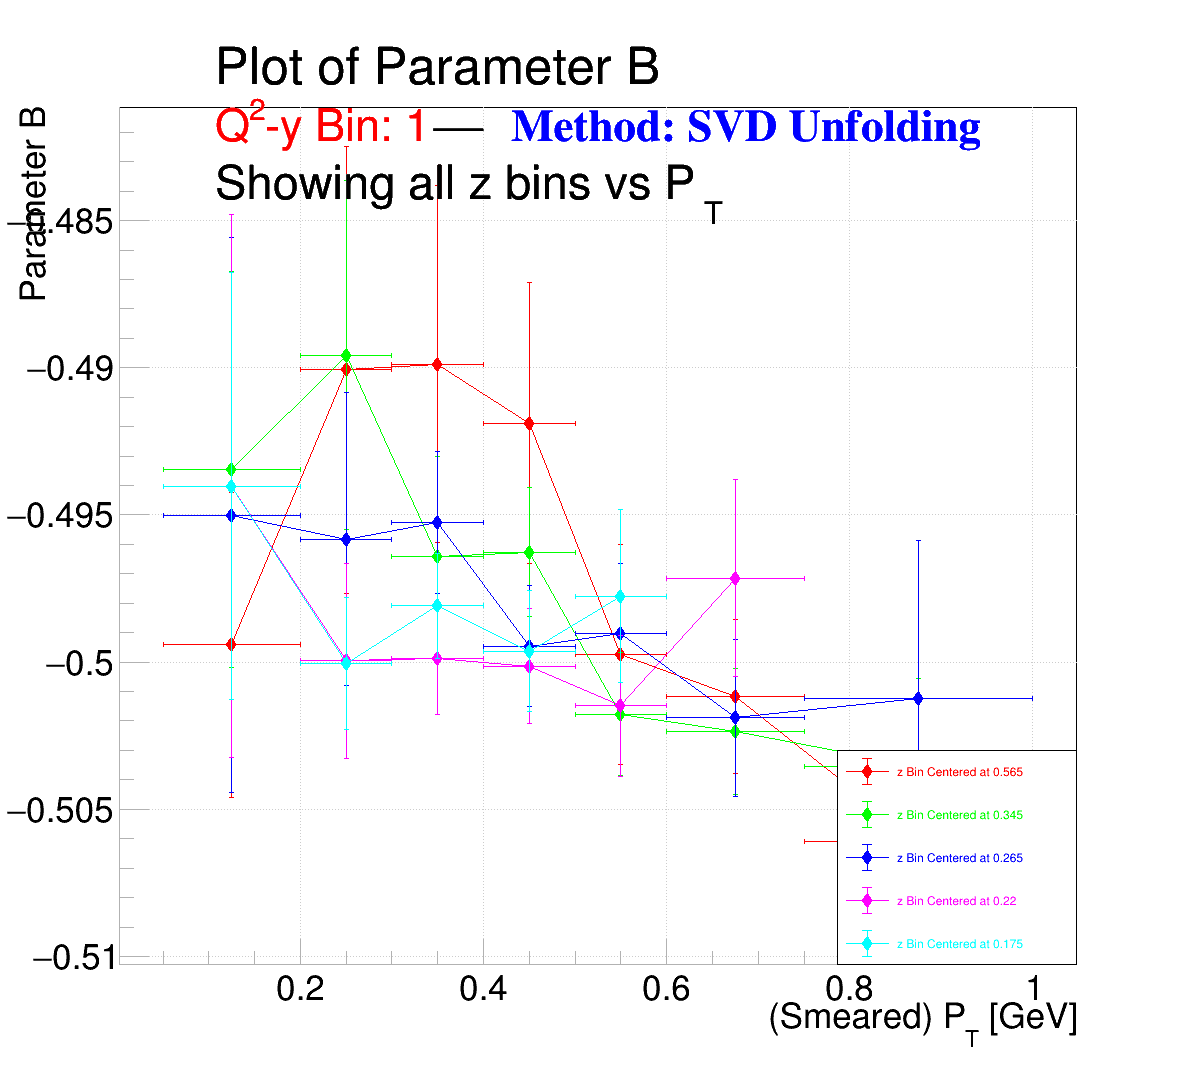 Plot of Parameter B
Q²-y Bin: 1 — Method: SVD Unfolding
Showing all z bins vs P_T
Parameter B
−0.485
−0.49
−0.495
−0.5
−0.505
−0.51
z Bin Centered at 0.565
z Bin Centered at 0.345
z Bin Centered at 0.265
z Bin Centered at 0.22
z Bin Centered at 0.175
0.2 0.4 0.6 0.8 1
(Smeared) P_T [GeV]